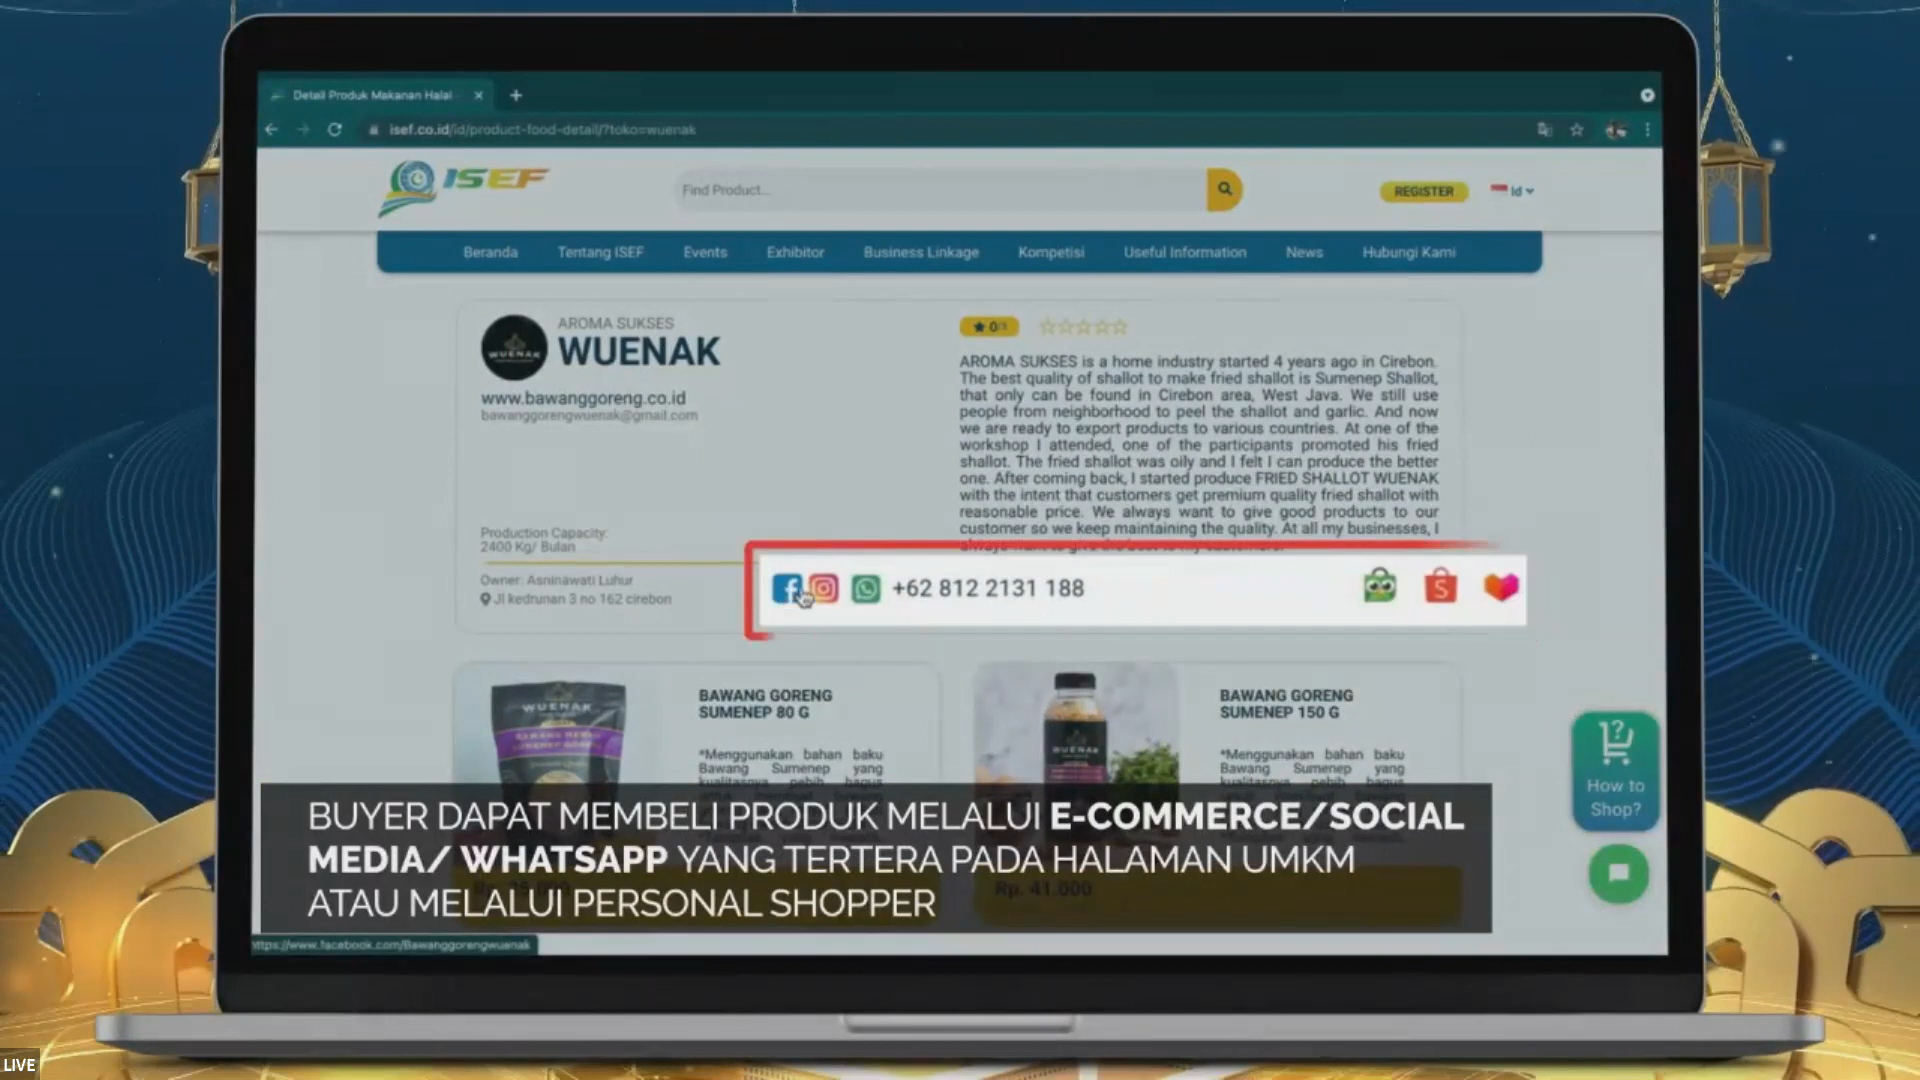 Detail Produk Makanan Halal
isef.co.id/id/product-food-detail/?toko=wuenak
ISEF
Find Product...
REGISTER
Id
Beranda
Tentang ISEF
Events
Exhibitor
Business Linkage
Kompetisi
Useful Information
News
Hubungi Kami
WUENAK
AROMA SUKSES
WUENAK
www.bawanggoreng.co.id
bawanggorengwuenak@gmail.com
Production Capacity:
2400 Kg/ Bulan
Owner: Asninawati Luhur
Jl kedrunan 3 no 162 cirebon
0/5
AROMA SUKSES is a home industry started 4 years ago in Cirebon.
The best quality of shallot to make fried shallot is Sumenep Shallot,
that only can be found in Cirebon area, West Java. We still use
people from neighborhood to peel the shallot and garlic. And now
we are ready to export products to various countries. At one of the
workshop I attended, one of the participants promoted his fried
shallot. The fried shallot was oily and I felt I can produce the better
one. After coming back, I started produce FRIED SHALLOT WUENAK
with the intent that customers get premium quality fried shallot with
reasonable price. We always want to give good products to our
customer so we keep maintaining the quality. At all my businesses, I
+62 812 2131 188
WUENAK
BAWANG GORENG
SUMENEP 80 G
*Menggunakan bahan baku
Bawang Sumenep yang
WUENAK
BAWANG GORENG
SUMENEP 150 G
*Menggunakan bahan baku
Bawang Sumenep yang
Rp. 41.000
How to
Shop?
BUYER DAPAT MEMBELI PRODUK MELALUI E-COMMERCE/SOCIAL
MEDIA/ WHATSAPP YANG TERTERA PADA HALAMAN UMKM
ATAU MELALUI PERSONAL SHOPPER
https://www.facebook.com/Bawanggorengwuenak
LIVE